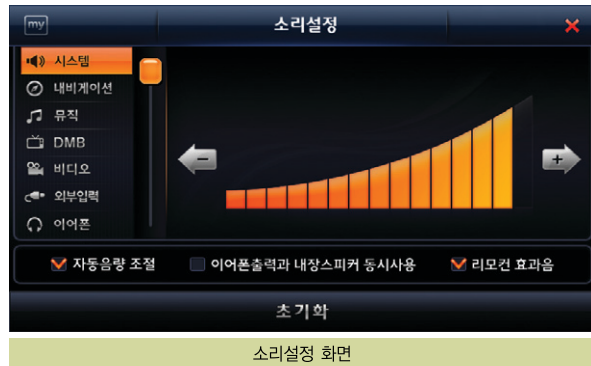 my
소리설정
시스템
내비게이션
뮤직
DMB
비디오
외부입력
이어폰
자동음량 조절 이어폰출력과 내장스피커 동시사용 리모컨 효과음
초기화
소리설정 화면